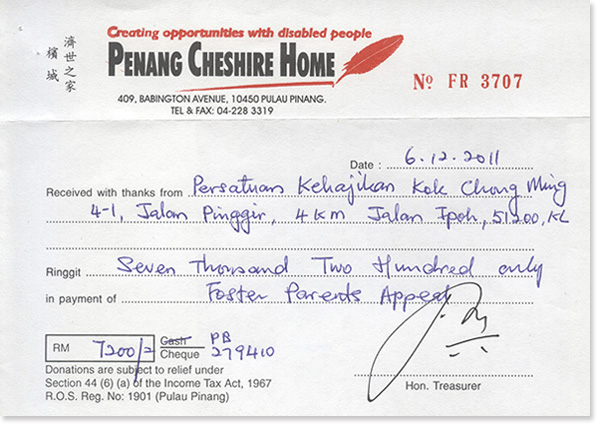 Creating opportunities with disabled people
濟世之家
檳城
PENANG CHESHIRE HOME
No FR 3707
409, BABINGTON AVENUE, 10450 PULAU PINANG.
TEL & FAX: 04-228 3319
Date : 6.12.2011
Received with thanks from Persatuan Kehajikan Kok Chong Ming
4-1, Jalan Pinggir, 4 km Jalan Ipoh, 51200, KL
Ringgit Seven Thousand Two Hundred only
in payment of Foster Parents Appeal
RM 7200/= Cash PB
Cheque 279410
Donations are subject to relief under
Section 44 (6) (a) of the Income Tax Act, 1967
R.O.S. Reg. No: 1901 (Pulau Pinang)
Hon. Treasurer